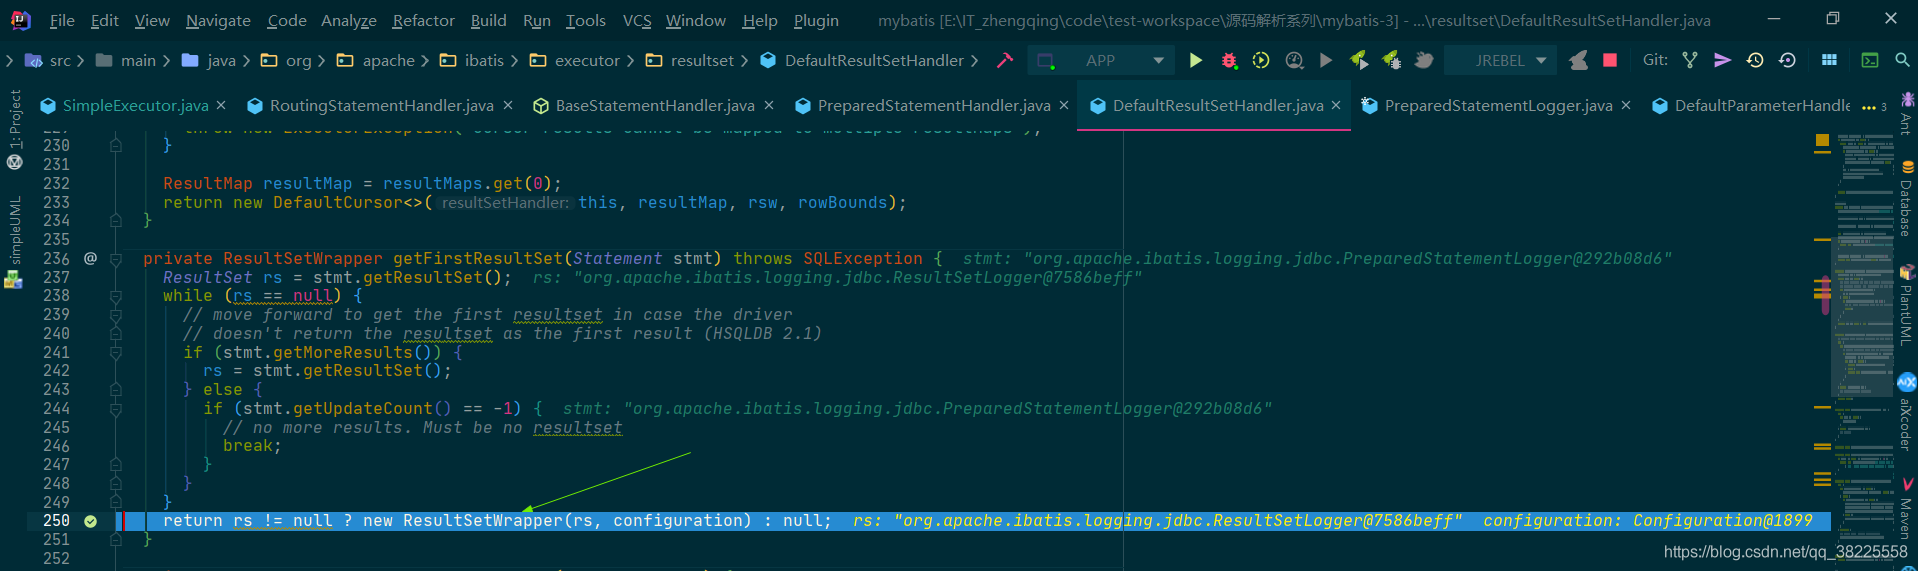 File Edit View Navigate Code Analyze Refactor Build Run Tools VCS Window Help Plugin mybatis [E:\IT_zhengqing\code\test-workspace\源码解析系列\mybatis-3] - ...\resultset\DefaultResultSetHandler.java
src main java org apache ibatis executor resultset DefaultResultSetHandler APP JREBEL Git:
SimpleExecutor.java RoutingStatementHandler.java BaseStatementHandler.java PreparedStatementHandler.java DefaultResultSetHandler.java PreparedStatementLogger.java DefaultParameterHandle 3
1: Project
simpleUML
230 }
231
232 ResultMap resultMap = resultMaps.get(0);
233 return new DefaultCursor<>( resultSetHandler: this, resultMap, rsw, rowBounds);
234 }
235
236 @ private ResultSetWrapper getFirstResultSet(Statement stmt) throws SQLException { stmt: "org.apache.ibatis.logging.jdbc.PreparedStatementLogger@292b08d6"
237 ResultSet rs = stmt.getResultSet(); rs: "org.apache.ibatis.logging.jdbc.ResultSetLogger@7586beff"
238 while (rs == null) {
239 // move forward to get the first resultset in case the driver
240 // doesn't return the resultset as the first result (HSQLDB 2.1)
241 if (stmt.getMoreResults()) {
242 rs = stmt.getResultSet();
243 } else {
244 if (stmt.getUpdateCount() == -1) { stmt: "org.apache.ibatis.logging.jdbc.PreparedStatementLogger@292b08d6"
245 // no more results. Must be no resultset
246 break;
247 }
248 }
249 }
250 return rs != null ? new ResultSetWrapper(rs, configuration) : null; rs: "org.apache.ibatis.logging.jdbc.ResultSetLogger@7586beff" configuration: Configuration@1899
251 }
252
Ant
Database
PlantUML
aiXcoder
Maven
https://blog.csdn.net/qq_38225558